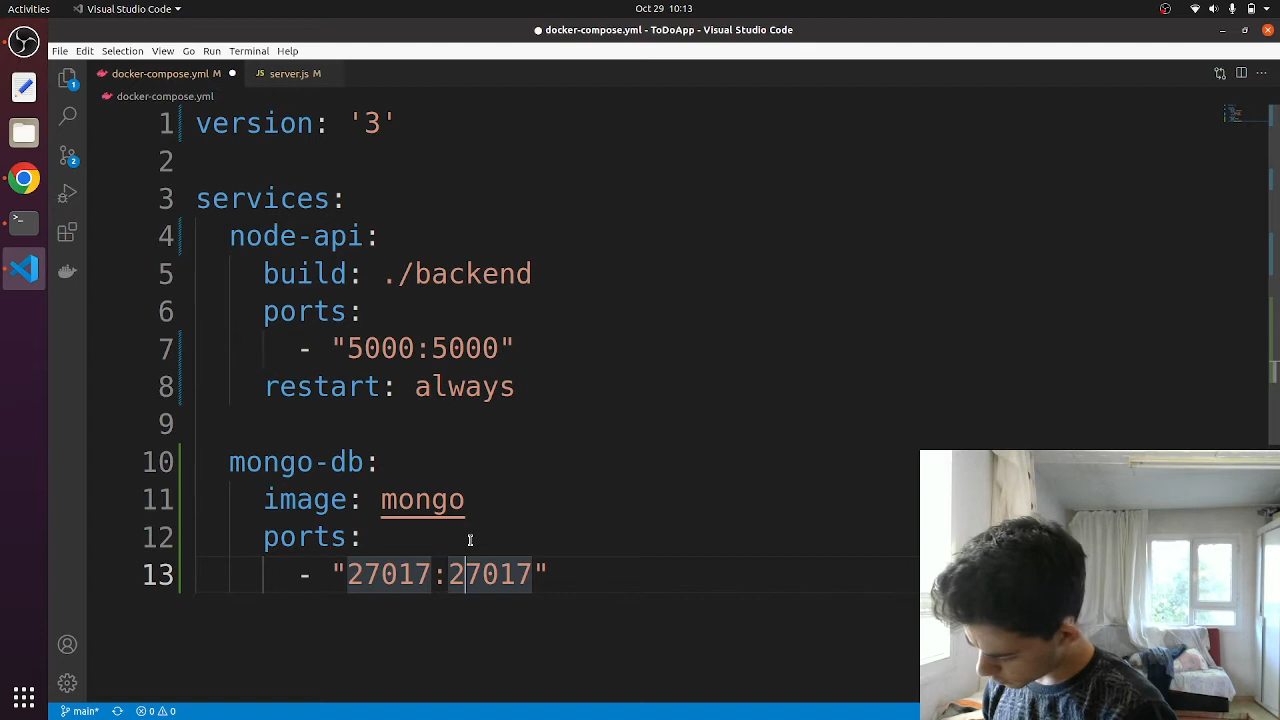 Activities
Visual Studio Code
Oct 29 10:13
docker-compose.yml - ToDoApp - Visual Studio Code
File Edit Selection View Go Run Terminal Help
docker-compose.yml M
JS server.js M
docker-compose.yml
1 version: '3'
2
3 services:
4 node-api:
5 build: ./backend
6 ports:
7 - "5000:5000"
8 restart: always
9
10 mongo-db:
11 image: mongo
12 ports:
13 - "27017:27017"
1
2
main* 0 0